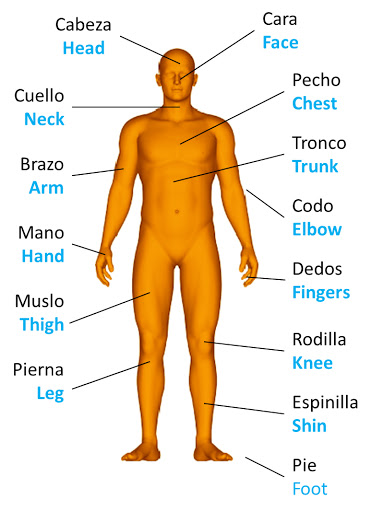 Cabeza
Head
Cara
Face
Cuello
Neck
Pecho
Chest
Brazo
Arm
Tronco
Trunk
Mano
Hand
Codo
Elbow
Muslo
Thigh
Dedos
Fingers
Pierna
Leg
Rodilla
Knee
Espinilla
Shin
Pie
Foot